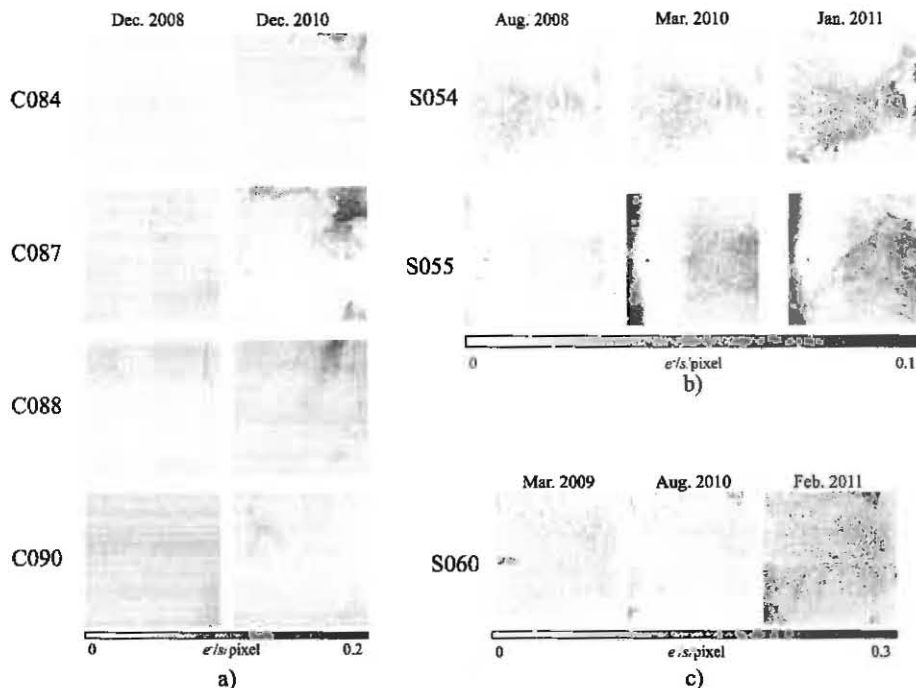 Dec. 2008 Dec. 2010
C084
C087
C088
C090
0 e⁻/s/pixel 0.2
a)
Aug. 2008 Mar. 2010 Jan. 2011
S054
S055
0 e⁻/s/pixel 0.1
b)
Mar. 2009 Aug. 2010 Feb. 2011
S060
0 e⁻/s/pixel 0.3
c)